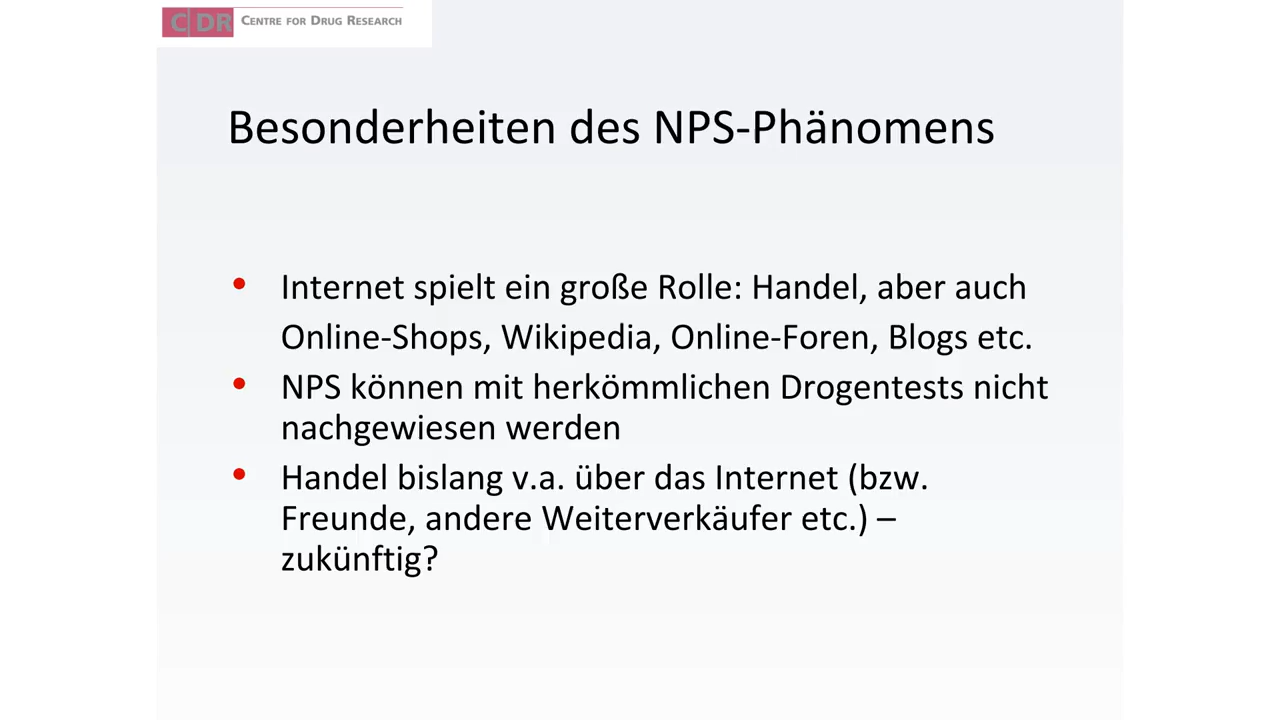 CDR CENTRE FOR DRUG RESEARCH
Besonderheiten des NPS-Phänomens
• Internet spielt ein große Rolle: Handel, aber auch
Online-Shops, Wikipedia, Online-Foren, Blogs etc.
• NPS können mit herkömmlichen Drogentests nicht
nachgewiesen werden
• Handel bislang v.a. über das Internet (bzw.
Freunde, andere Weiterverkäufer etc.) –
zukünftig?